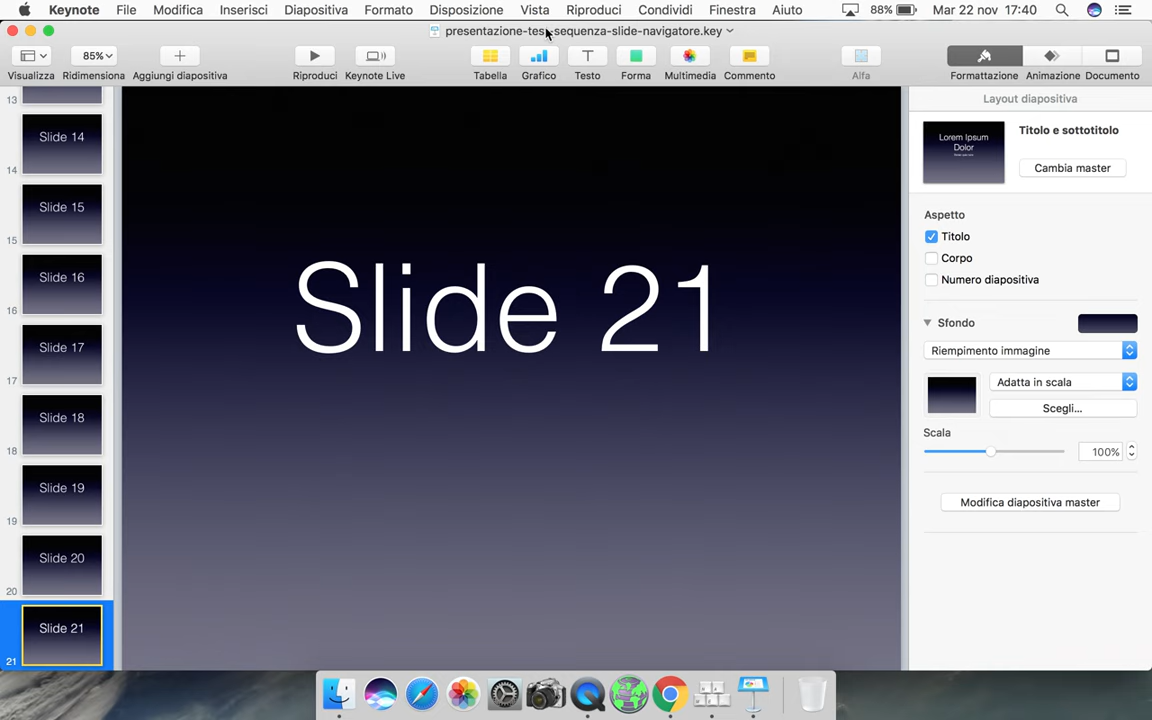 Keynote File Modifica Inserisci Diapositiva Formato Disposizione Vista Riproduci Condividi Finestra Aiuto 88% Mar 22 nov 17:40
presentazione-test-sequenza-slide-navigatore.key
85%
Visualizza Ridimensiona Aggiungi diapositiva Riproduci Keynote Live Tabella Grafico Testo Forma Multimedia Commento Alfa Formattazione Animazione Documento
13
Slide 14
14
Slide 15
15
Slide 16
16
Slide 17
17
Slide 18
18
Slide 19
19
Slide 20
20
Slide 21
21
Slide 21
Layout diapositiva
Lorem Ipsum
Dolor
Titolo e sottotitolo
Cambia master
Aspetto
Titolo
Corpo
Numero diapositiva
Sfondo
Riempimento immagine
Adatta in scala
Scegli...
Scala
100%
Modifica diapositiva master